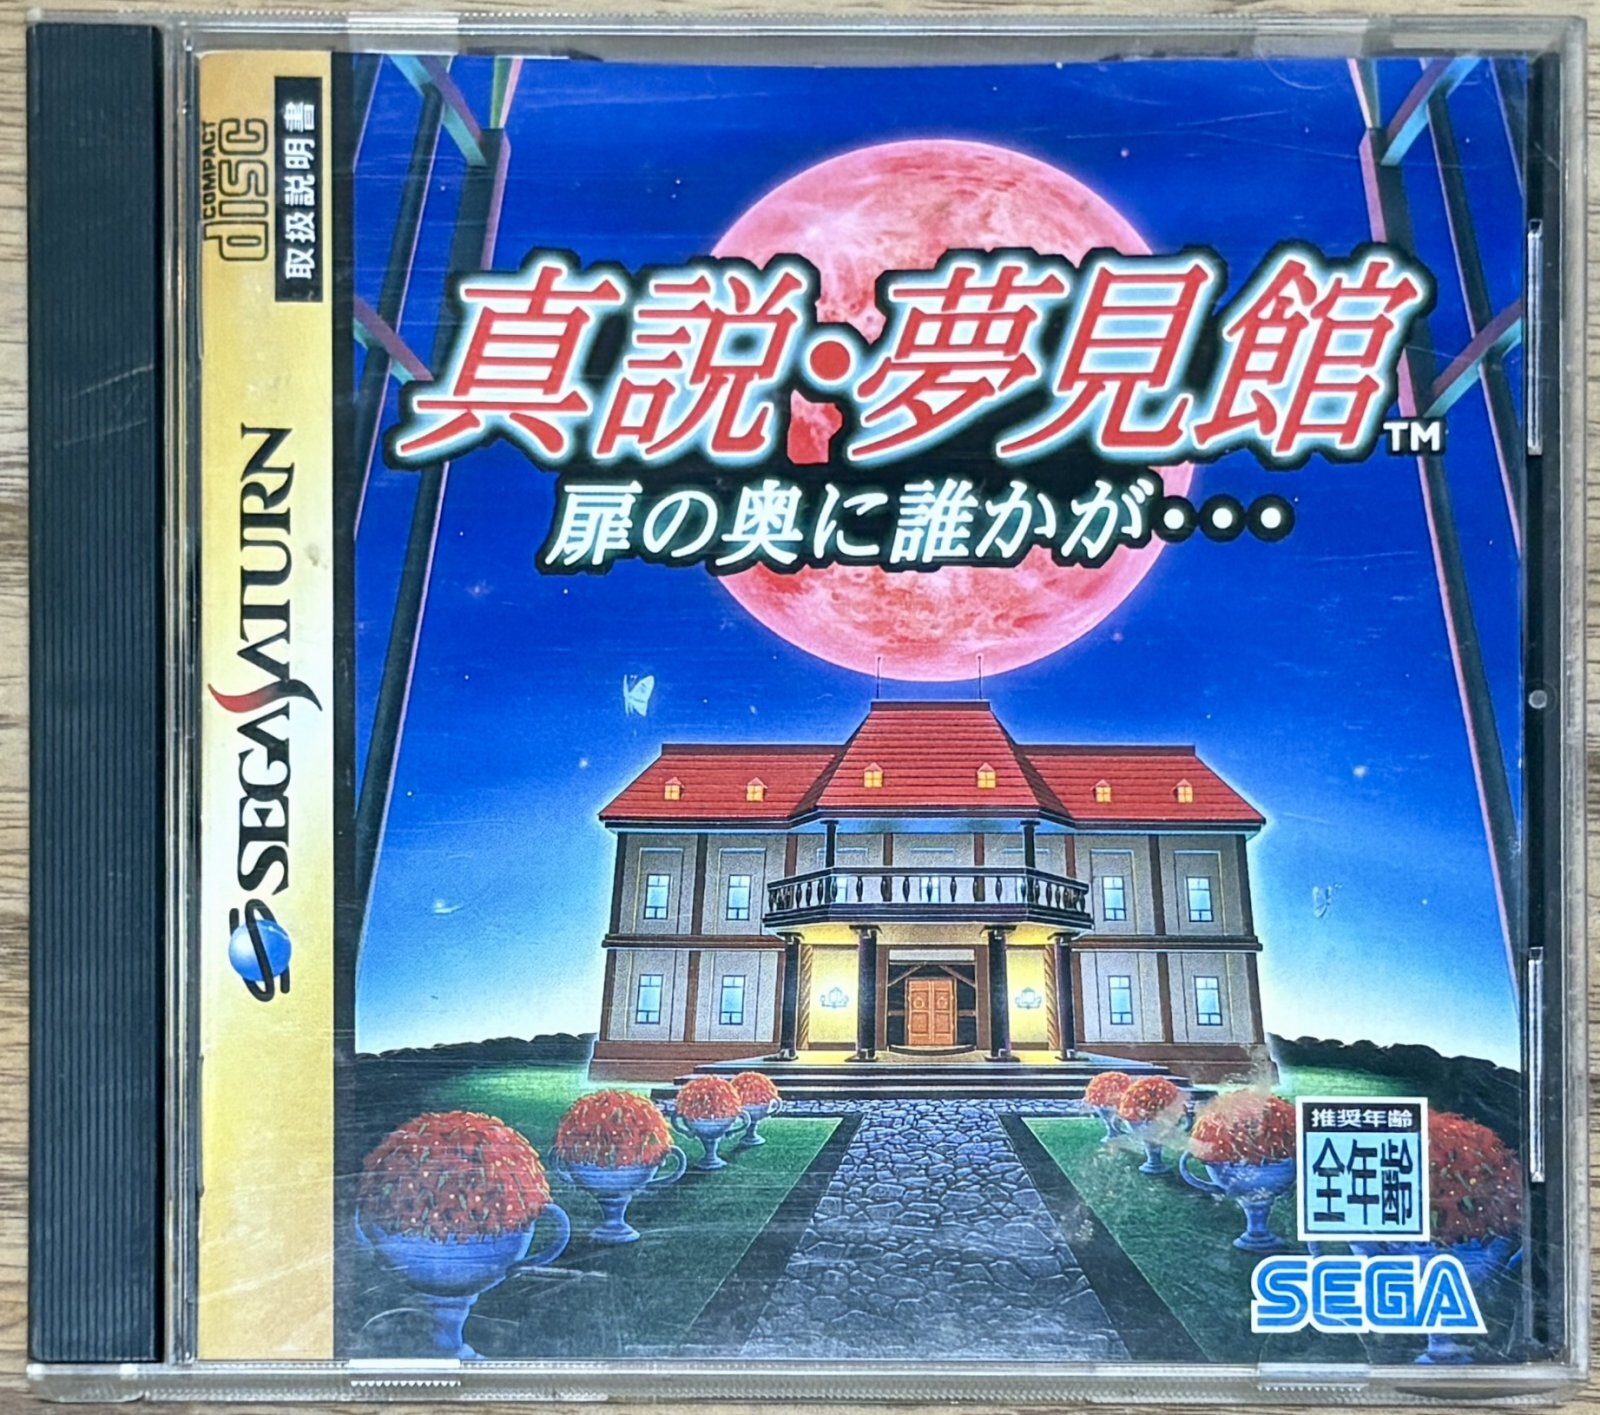 COMPACT
disc
取扱説明書
SEGA SATURN
真説・夢見館™
扉の奥に誰かが・・・
推奨年齢
全年齢
SEGA